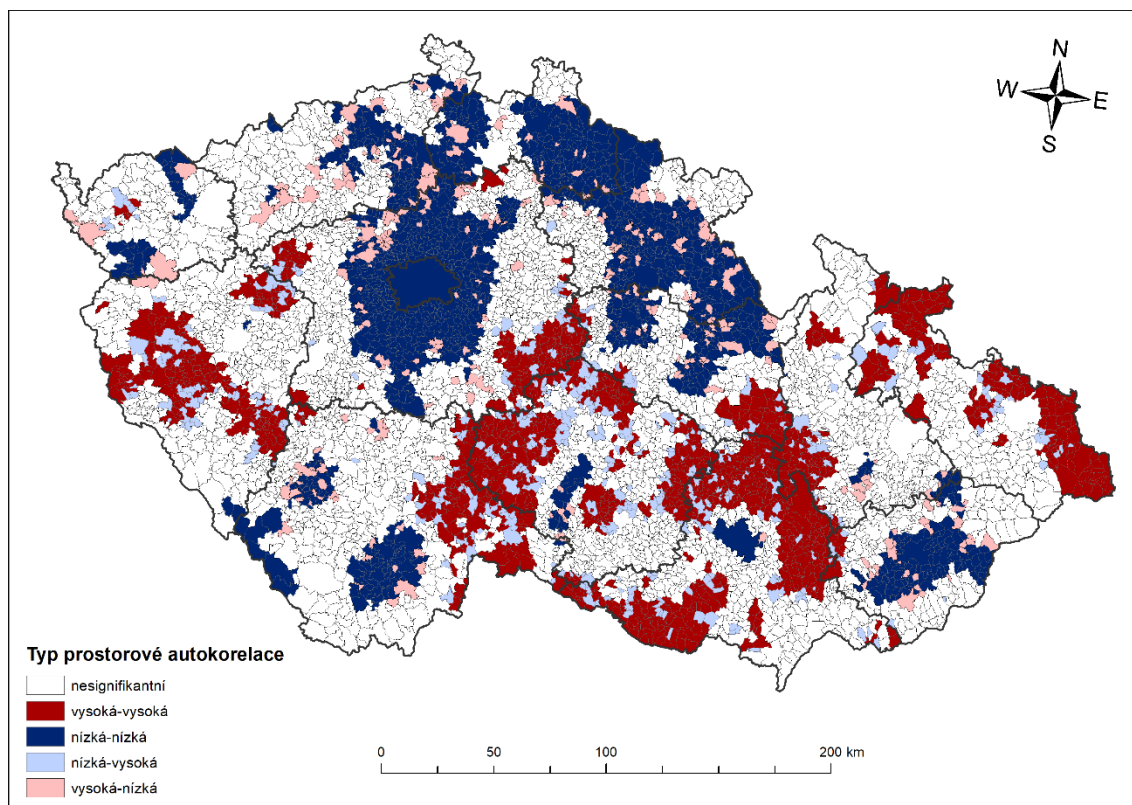 N
W E
S
Typ prostorové autokorelace
nesignifikantní
vysoká-vysoká
nízká-nízká
nízká-vysoká
vysoká-nízká
0 50 100 200 km